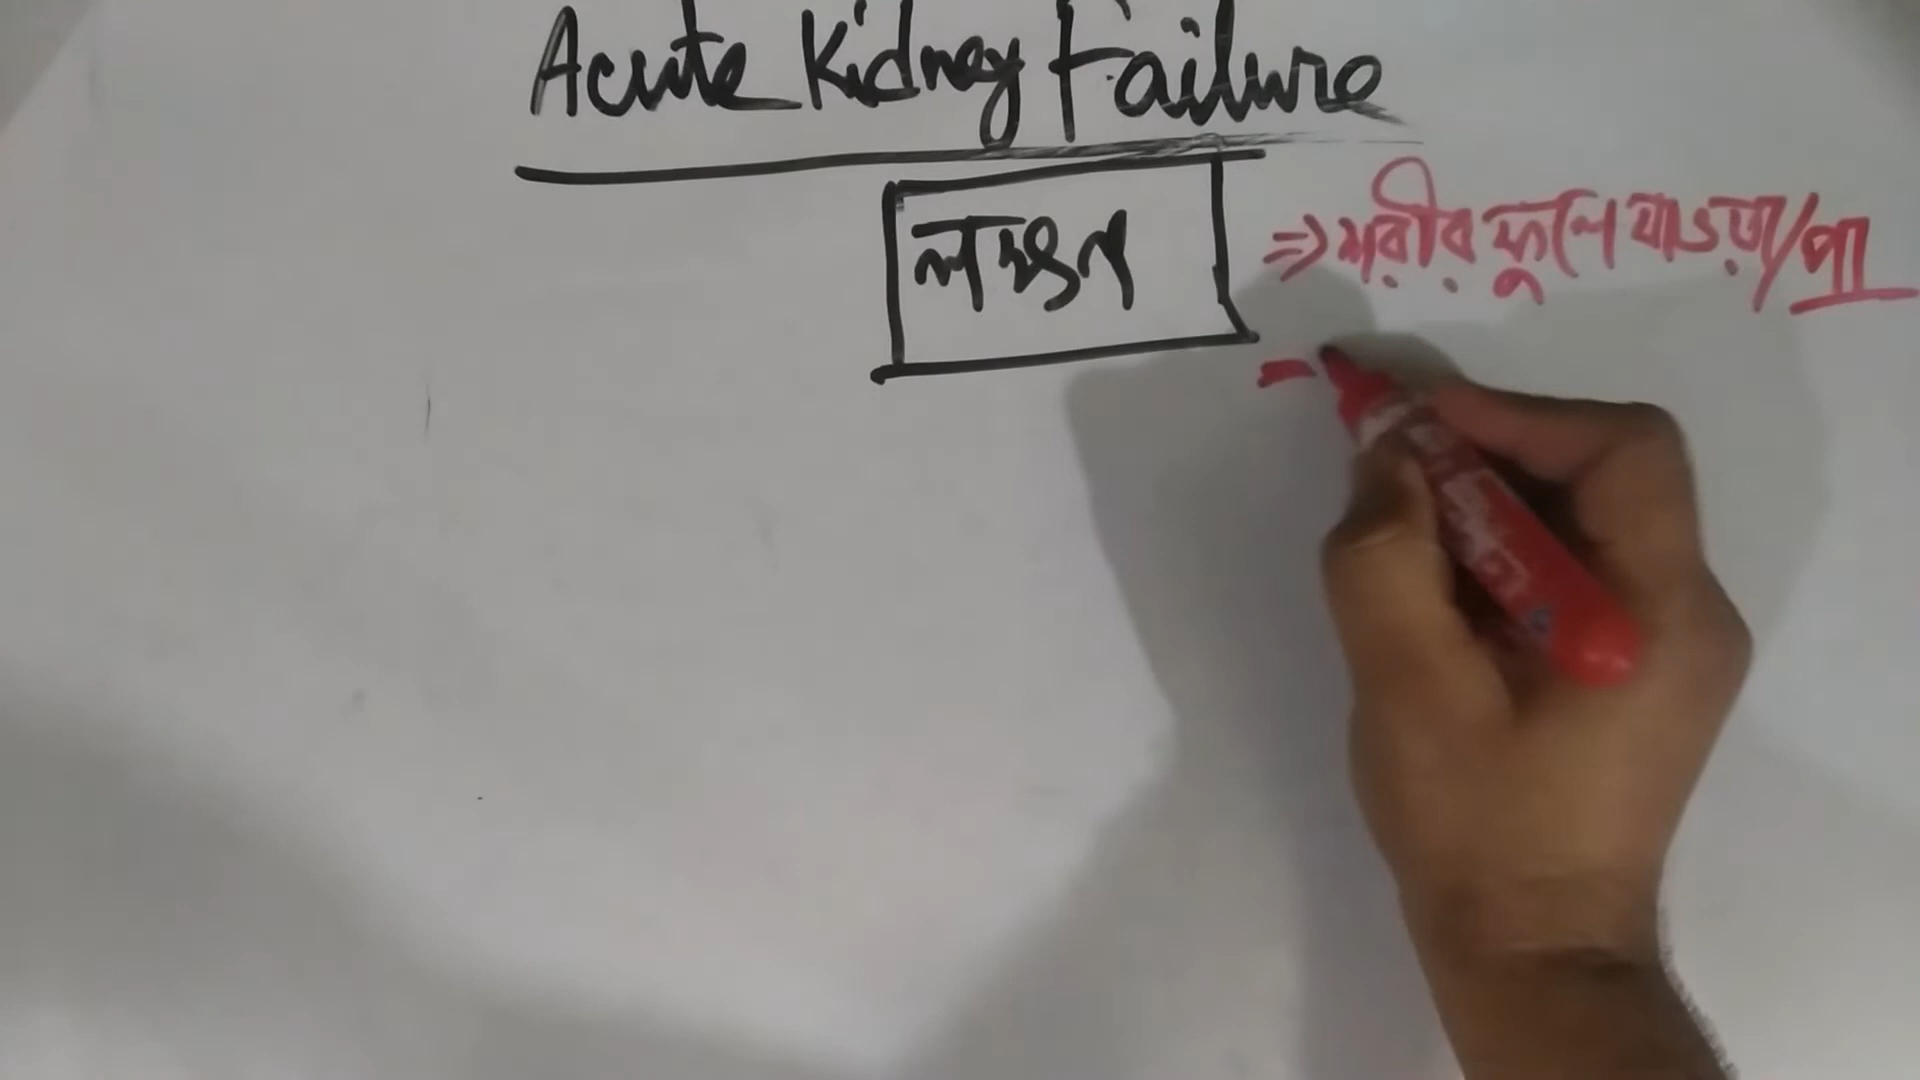 Acute Kidney Failure
লক্ষণ
⇒ শরীর ফুলে যাওয়া/পা